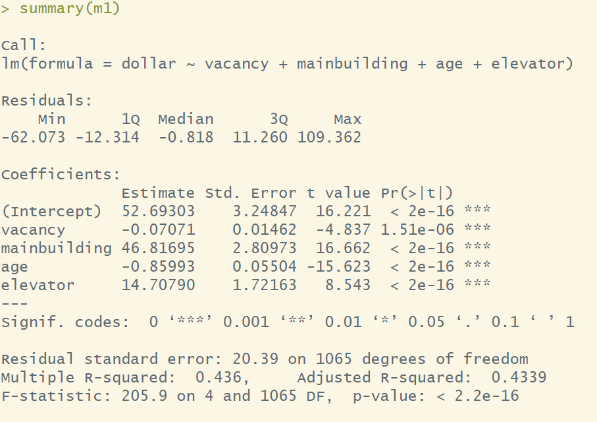 > summary(m1)
Call:
lm(formula = dollar ~ vacancy + mainbuilding + age + elevator)
Residuals:
    Min      1Q  Median      3Q     Max
-62.073 -12.314  -0.818  11.260 109.362
Coefficients:
             Estimate Std. Error t value Pr(>|t|)
(Intercept)  52.69303    3.24847  16.221  < 2e-16 ***
vacancy      -0.07071    0.01462  -4.837 1.51e-06 ***
mainbuilding 46.81695    2.80973  16.662  < 2e-16 ***
age          -0.85993    0.05504 -15.623  < 2e-16 ***
elevator     14.70790    1.72163   8.543  < 2e-16 ***
---
Signif. codes:  0 ‘***’ 0.001 ‘**’ 0.01 ‘*’ 0.05 ‘.’ 0.1 ‘ ’ 1
Residual standard error: 20.39 on 1065 degrees of freedom
Multiple R-squared:  0.436,     Adjusted R-squared:  0.4339
F-statistic: 205.9 on 4 and 1065 DF,  p-value: < 2.2e-16